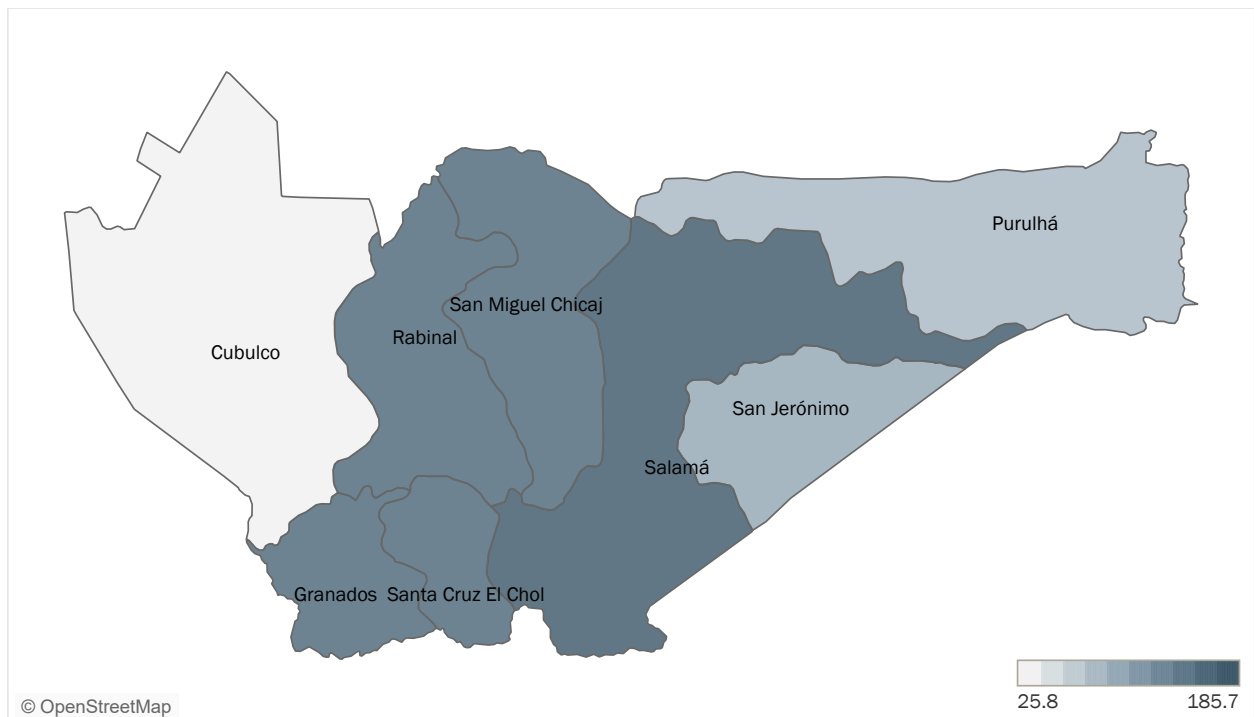 Purulhá
San Miguel Chicaj
Rabinal
Cubulco
San Jerónimo
Salamá
Granados
Santa Cruz El Chol
25.8
185.7
© OpenStreetMap